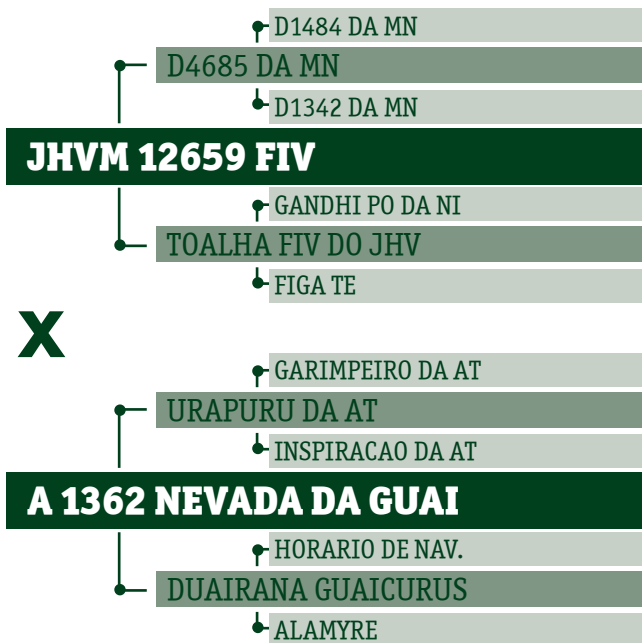 D1484 DA MN
D4685 DA MN
D1342 DA MN
JHVM 12659 FIV
GANDHI PO DA NI
TOALHA FIV DO JHV
FIGA TE
X
GARIMPEIRO DA AT
URAPURU DA AT
INSPIRACAO DA AT
A 1362 NEVADA DA GUAI
HORARIO DE NAV.
DUAIRANA GUAICURUS
ALAMYRE